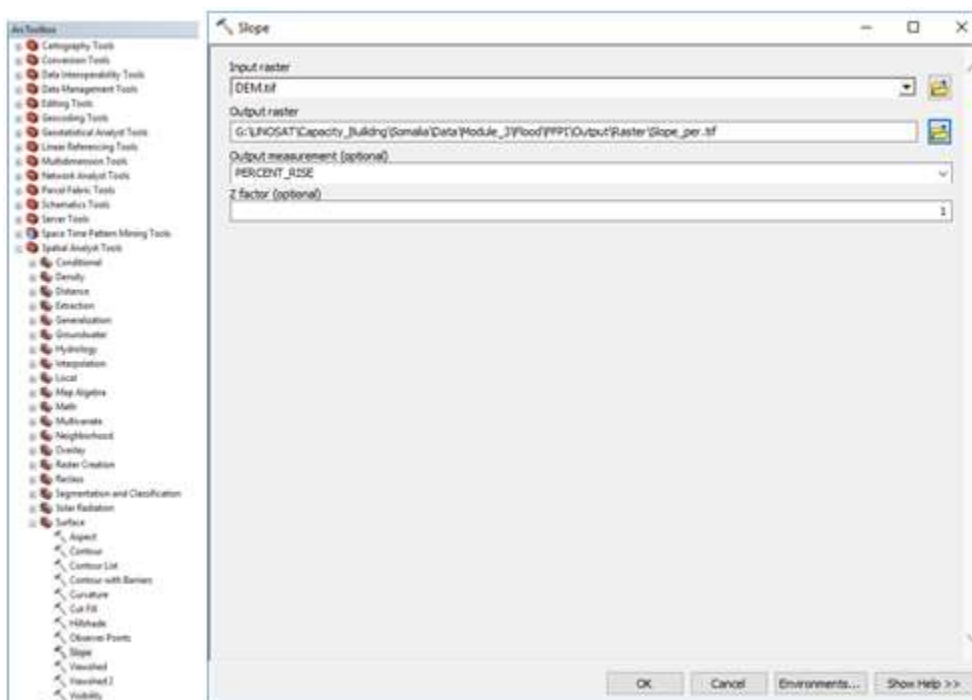 ArcToolbox
Cartography Tools
Conversion Tools
Data Interoperability Tools
Data Management Tools
Editing Tools
Geocoding Tools
Geostatistical Analyst Tools
Linear Referencing Tools
Multidimension Tools
Network Analyst Tools
Parcel Fabric Tools
Schematics Tools
Server Tools
Space Time Pattern Mining Tools
Spatial Analyst Tools
Conditional
Density
Distance
Extraction
Generalization
Groundwater
Hydrology
Interpolation
Local
Map Algebra
Math
Multivariate
Neighborhood
Overlay
Raster Creation
Reclass
Segmentation and Classification
Solar Radiation
Surface
Aspect
Contour
Contour List
Contour with Barriers
Curvature
Cut Fill
Hillshade
Observer Points
Slope
Viewshed
Viewshed 2
Visibility
Slope
Input raster
DEM.tif
Output raster
G:\UNOSAT\Capacity_Building\Somalia\Data\Module_3\Flood\FFPI\Output\Raster\Slope_per.tif
Output measurement (optional)
PERCENT_RISE
Z factor (optional)
1
OK Cancel Environments... Show Help >>